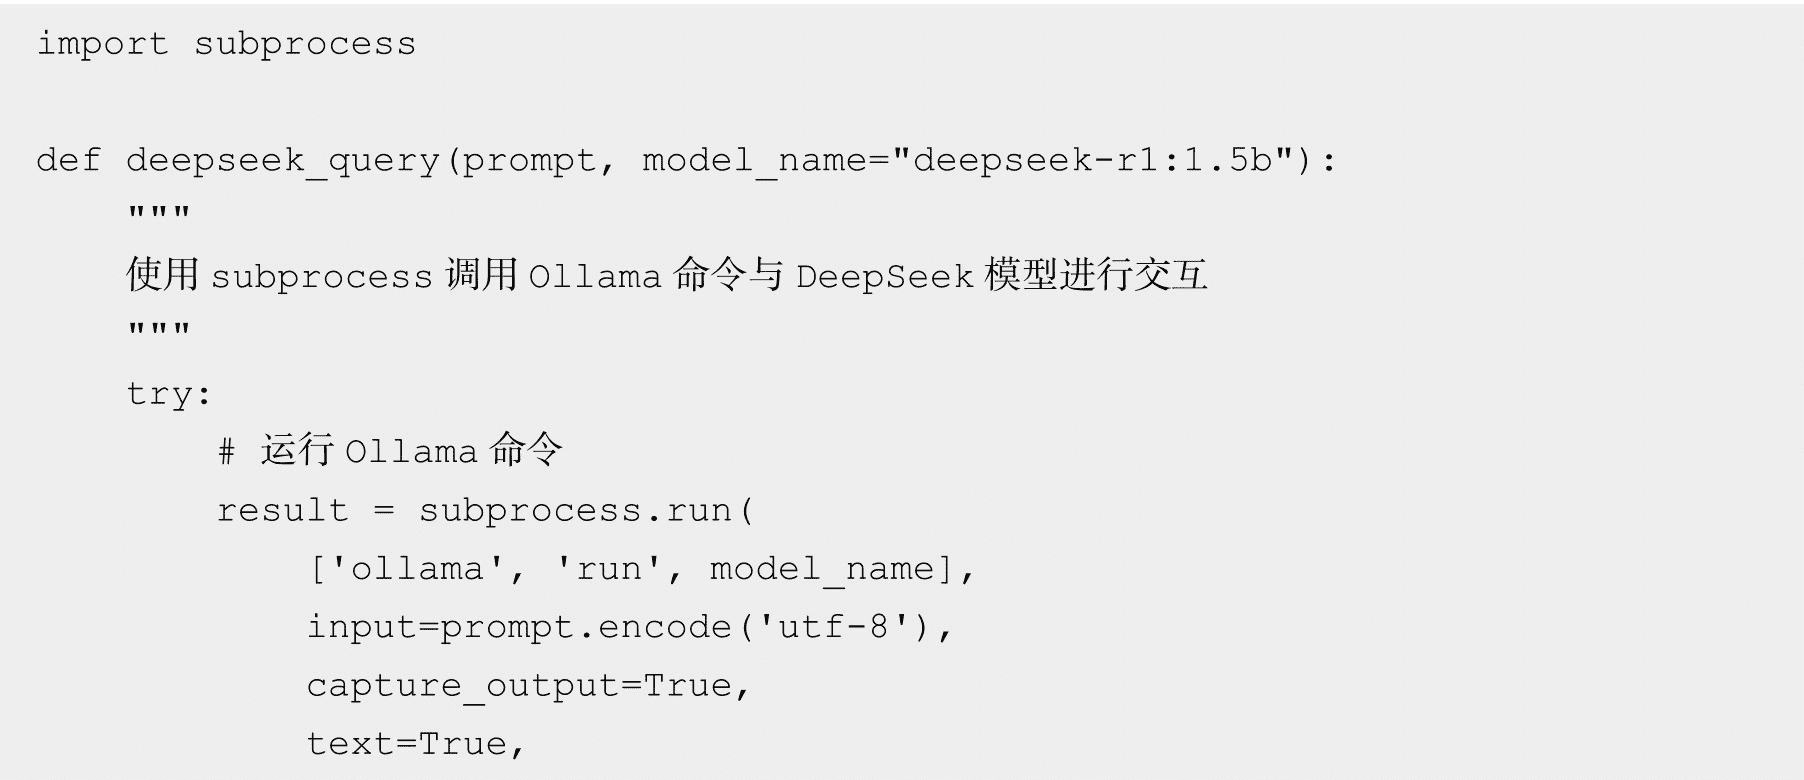 import subprocess
def deepseek_query(prompt, model_name="deepseek-r1:1.5b"):
    """
    使用 subprocess 调用 Ollama 命令与 DeepSeek 模型进行交互
    """
    try:
        # 运行 Ollama 命令
        result = subprocess.run(
            ['ollama', 'run', model_name],
            input=prompt.encode('utf-8'),
            capture_output=True,
            text=True,